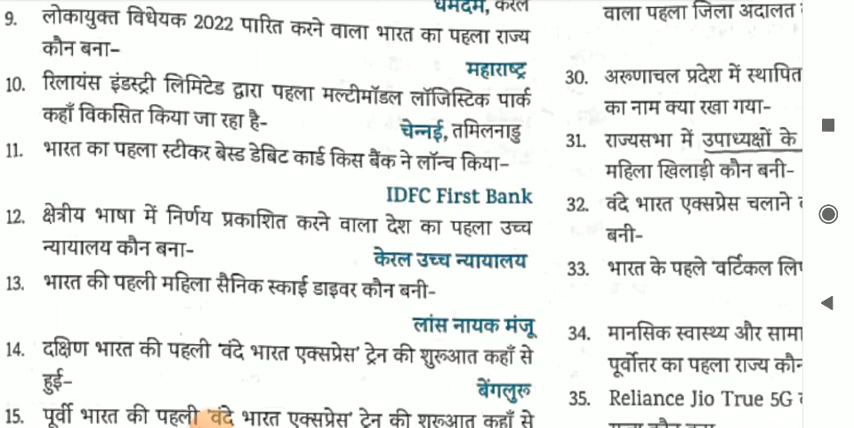 धर्मदम, केरल
9. लोकायुक्त विधेयक 2022 पारित करने वाला भारत का पहला राज्य
कौन बना–
महाराष्ट्र
10. रिलायंस इंडस्ट्री लिमिटेड द्वारा पहला मल्टीमॉडल लॉजिस्टिक पार्क
कहाँ विकसित किया जा रहा है-
चेन्नई, तमिलनाडु
11. भारत का पहला स्टीकर बेस्ड डेबिट कार्ड किस बैंक ने लॉन्च किया–
IDFC First Bank
12. क्षेत्रीय भाषा में निर्णय प्रकाशित करने वाला देश का पहला उच्च
न्यायालय कौन बना-
केरल उच्च न्यायालय
13. भारत की पहली महिला सैनिक स्काई डाइवर कौन बनी-
लांस नायक मंजू
14. दक्षिण भारत की पहली 'वंदे भारत एक्सप्रेस' ट्रेन की शुरूआत कहाँ से
हुई-
बेंगलुरू
15. पूर्वी भारत की पहली 'वंदे भारत एक्सप्रेस' ट्रेन की शुरूआत कहाँ से
वाला पहला जिला अदालत
30. अरूणाचल प्रदेश में स्थापित
का नाम क्या रखा गया-
31. राज्यसभा में उपाध्यक्षों के
महिला खिलाड़ी कौन बनी-
32. वंदे भारत एक्सप्रेस चलाने
बनी-
33. भारत के पहले 'वर्टिकल
34. मानसिक स्वास्थ्य और
पूर्वोत्तर का पहला राज्य
35. Reliance Jio True 5G